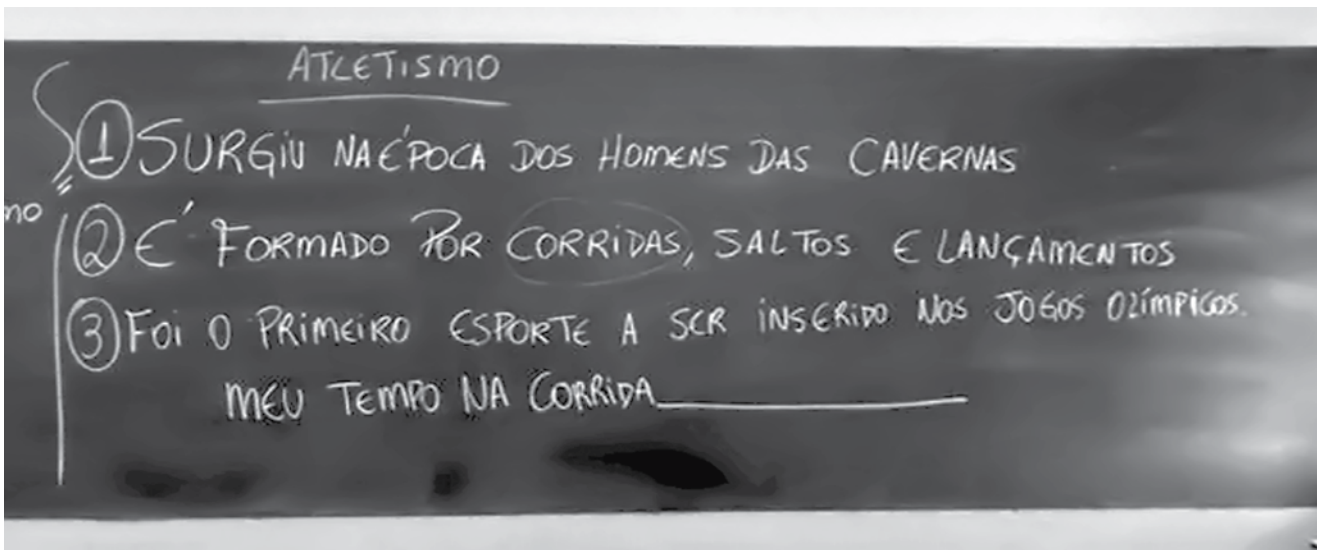 ATLETISMO
1 SURGIU NA ÉPOCA DOS HOMENS DAS CAVERNAS
no
2 É FORMADO POR CORRIDAS, SALTOS E LANÇAMENTOS
3 FOI O PRIMEIRO ESPORTE A SER INSERIDO NOS JOGOS OLÍMPICOS.
MEU TEMPO NA CORRIDA